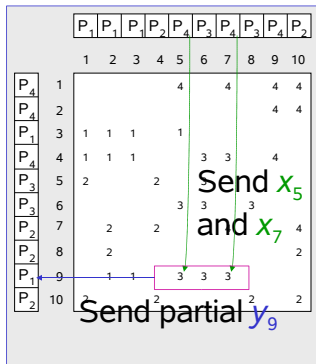 P₁ P₁ P₁ P₂ P₄ P₃ P₄ P₃ P₄ P₂
1 2 3 4 5 6 7 8 9 10
P₄ 1 4 4 4 4
P₄ 2 4 4
P₁ 3 1 1 1 1
P₄ 4 1 1 1 3 3 4
P₃ 5 2 2 3
Send x₅
P₃ 6 3 3 3
and x₇
P₂ 7 2 2 4 4
P₂ 8 2 2
P₁ 9 1 1 3 3 3
P₂ 10 2 2 2 2
Send partial y₉